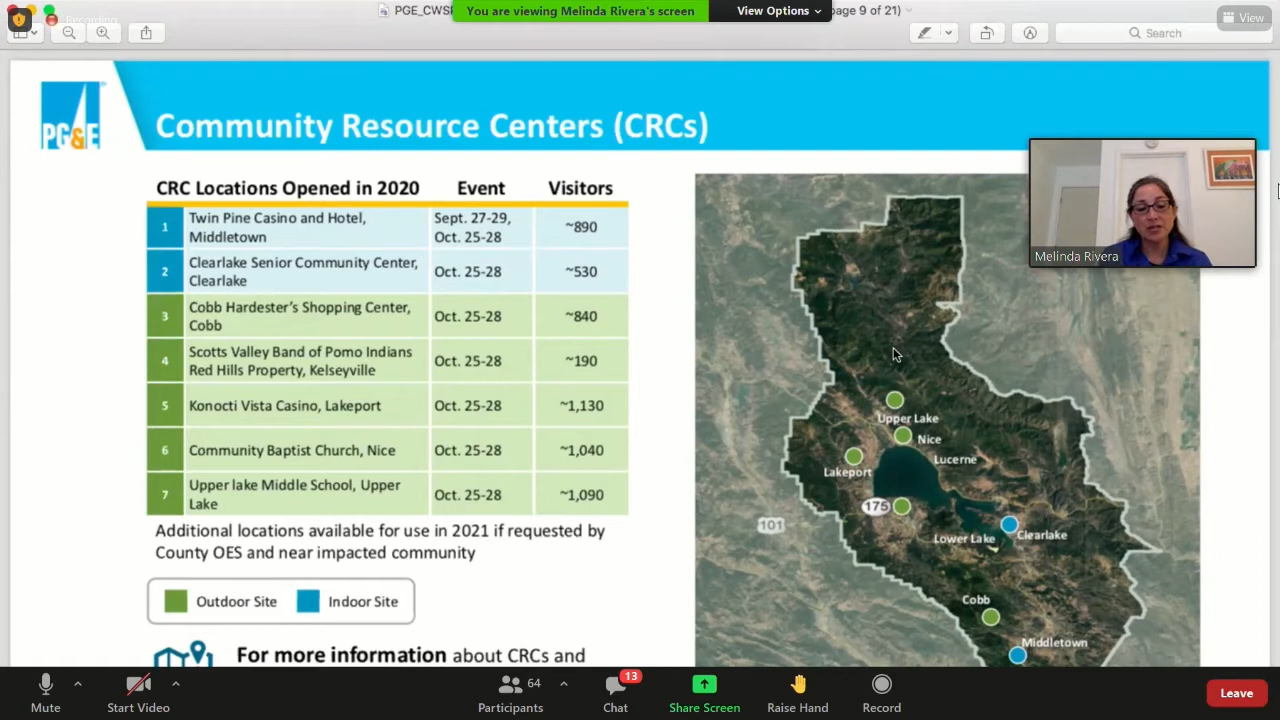 Recording
PGE_CWSP
You are viewing Melinda Rivera's screen
View Options
page 9 of 21)
View
Search
PG&E
Community Resource Centers (CRCs)
CRC Locations Opened in 2020 Event Visitors
1 Twin Pine Casino and Hotel, Middletown Sept. 27-29, Oct. 25-28 ~890
2 Clearlake Senior Community Center, Clearlake Oct. 25-28 ~530
3 Cobb Hardester's Shopping Center, Cobb Oct. 25-28 ~840
4 Scotts Valley Band of Pomo Indians Red Hills Property, Kelseyville Oct. 25-28 ~190
5 Konocti Vista Casino, Lakeport Oct. 25-28 ~1,130
6 Community Baptist Church, Nice Oct. 25-28 ~1,040
7 Upper lake Middle School, Upper Lake Oct. 25-28 ~1,090
Additional locations available for use in 2021 if requested by
County OES and near impacted community
Outdoor Site Indoor Site
For more information about CRCs and
Melinda Rivera
Upper Lake
Nice
Lucerne
Lakeport
175
101
Lower Lake
Clearlake
Cobb
Middletown
Mute
Start Video
64
Participants
13
Chat
Share Screen
Raise Hand
Record
Leave